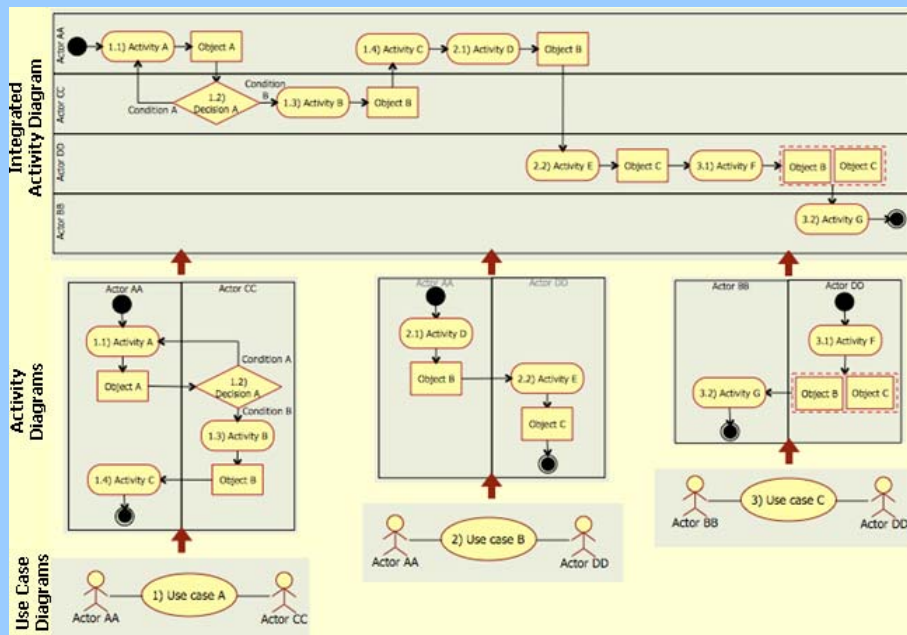 Integrated
Activity Diagram
Actor AA
1.1) Activity A
Object A
1.4) Activity C
2.1) Activity D
Object B
Actor CC
Condition A
1.2)
Decision A
Condition
B
1.3) Activity B
Object B
Actor DD
2.2) Activity E
Object C
3.1) Activity F
Object B
Object C
Actor BB
3.2) Activity G
Activity
Diagrams
Actor AA
Actor CC
1.1) Activity A
Condition A
Object A
1.2)
Decision A
Condition B
1.3) Activity B
1.4) Activity C
Object B
Actor AA
Actor DD
2.1) Activity D
Object B
2.2) Activity E
Object C
Actor BB
Actor DD
3.1) Activity F
3.2) Activity G
Object B
Object C
Use Case
Diagrams
1) Use case A
Actor AA
Actor CC
2) Use case B
Actor AA
Actor DD
3) Use case C
Actor BB
Actor DD